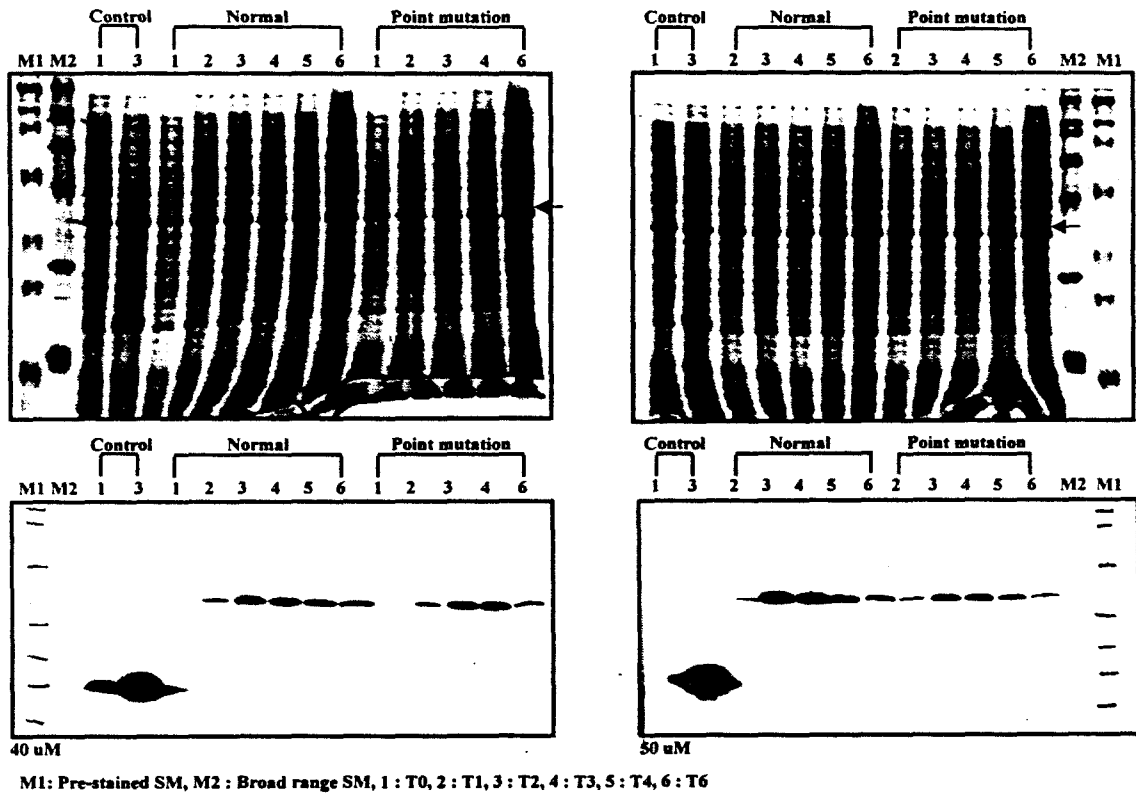 Control Normal Point mutation
M1 M2 1 3 1 2 3 4 5 6 1 2 3 4 6
Control Normal Point mutation
1 3 2 3 4 5 6 2 3 4 5 6 M2 M1
Control Normal Point mutation
M1 M2 1 3 1 2 3 4 5 6 1 2 3 4 6
40 uM
Control Normal Point mutation
1 3 2 3 4 5 6 2 3 4 5 6 M2 M1
50 uM
M1: Pre-stained SM, M2 : Broad range SM, 1 : T0, 2 : T1, 3 : T2, 4 : T3, 5 : T4, 6 : T6